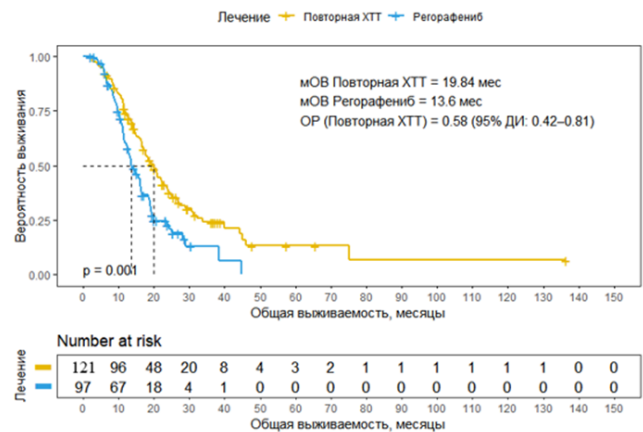 Лечение Повторная ХТТ Регорафениб
мОВ Повторная ХТТ = 19.84 мес
мОВ Регорафениб = 13.6 мес
ОР (Повторная ХТТ) = 0.58 (95% ДИ: 0.42–0.81)
Вероятность выживания
1.00
0.75
0.50
0.25
0.00
p = 0.001
0 10 20 30 40 50 60 70 80 90 100 110 120 130 140 150
Общая выживаемость, месяцы
Number at risk
Лечение
121 96 48 20 8 4 3 2 1 1 1 1 1 1 0 0
97 67 18 4 1 0 0 0 0 0 0 0 0 0 0 0
0 10 20 30 40 50 60 70 80 90 100 110 120 130 140 150
Общая выживаемость, месяцы